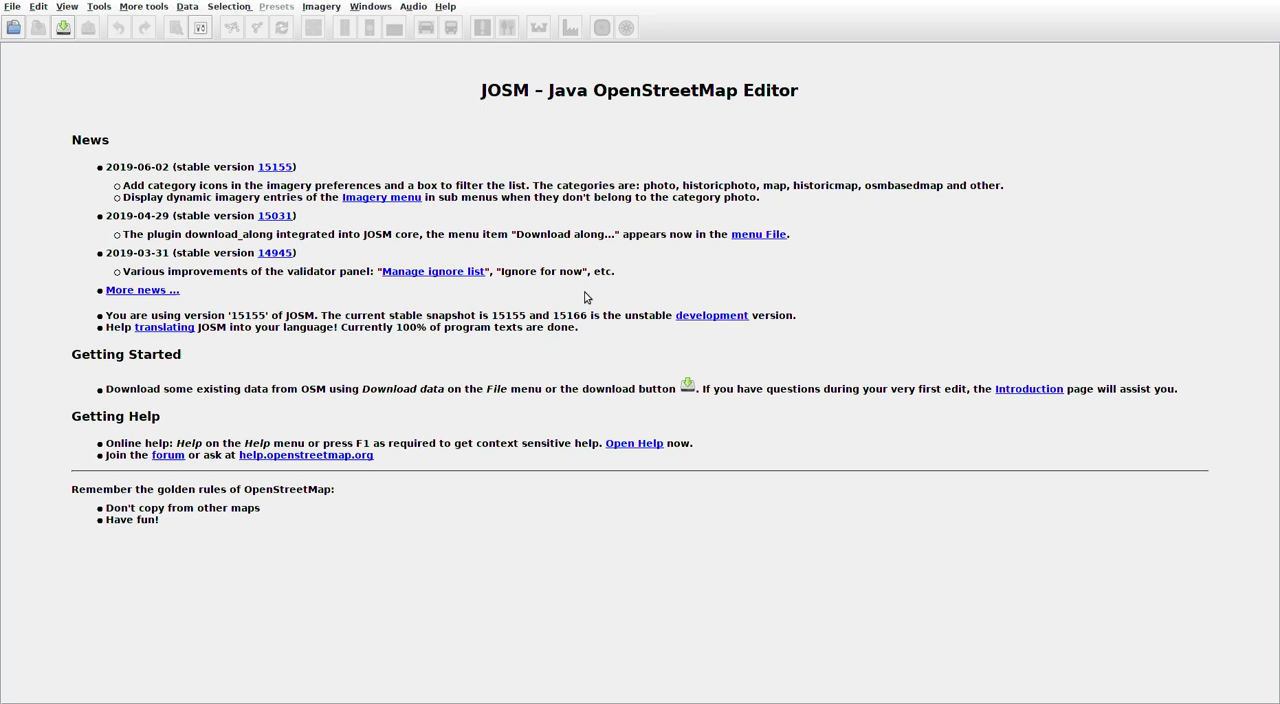 File Edit View Tools More tools Data Selection Presets Imagery Windows Audio Help
JOSM – Java OpenStreetMap Editor
News
2019-06-02 (stable version 15155)
Add category icons in the imagery preferences and a box to filter the list. The categories are: photo, historicphoto, map, historicmap, osmbasedmap and other.
Display dynamic imagery entries of the Imagery menu in sub menus when they don't belong to the category photo.
2019-04-29 (stable version 15031)
The plugin download_along integrated into JOSM core, the menu item "Download along..." appears now in the menu File.
2019-03-31 (stable version 14945)
Various improvements of the validator panel: "Manage ignore list", "Ignore for now", etc.
More news ...
You are using version '15155' of JOSM. The current stable snapshot is 15155 and 15166 is the unstable development version.
Help translating JOSM into your language! Currently 100% of program texts are done.
Getting Started
Download some existing data from OSM using Download data on the File menu or the download button . If you have questions during your very first edit, the Introduction page will assist you.
Getting Help
Online help: Help on the Help menu or press F1 as required to get context sensitive help. Open Help now.
Join the forum or ask at help.openstreetmap.org
Remember the golden rules of OpenStreetMap:
Don't copy from other maps
Have fun!